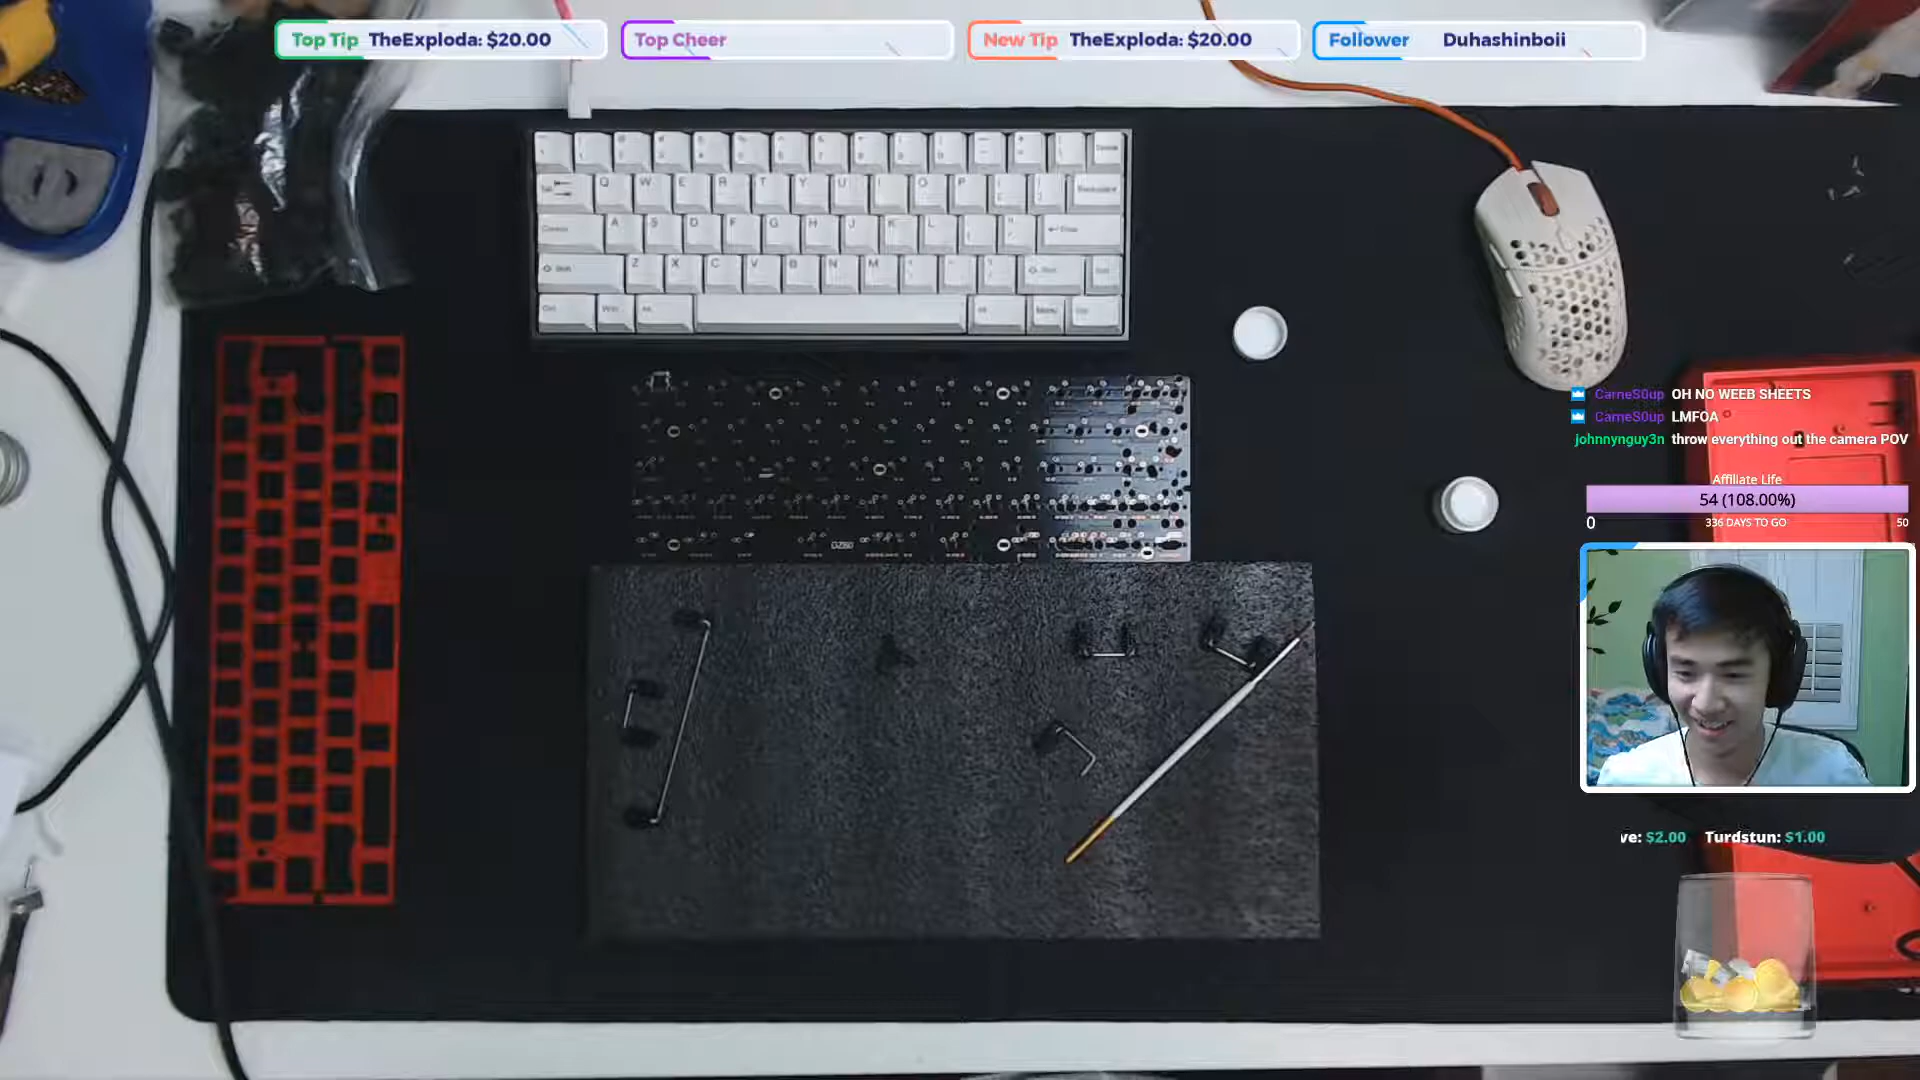 Top Tip TheExploda: $20.00
Top Cheer
New Tip TheExploda: $20.00
Follower Duhashinboii
Q W E R T Y U I O P
A S D F G H J K L
Z X C V B N M
CarneS0up OH NO WEEB SHEETS
CarneS0up LMFOA
johnnynguy3n throw everything out the camera POV
Affiliate Life
54 (108.00%)
0 336 DAYS TO GO 50
ve: $2.00 Turdstun: $1.00